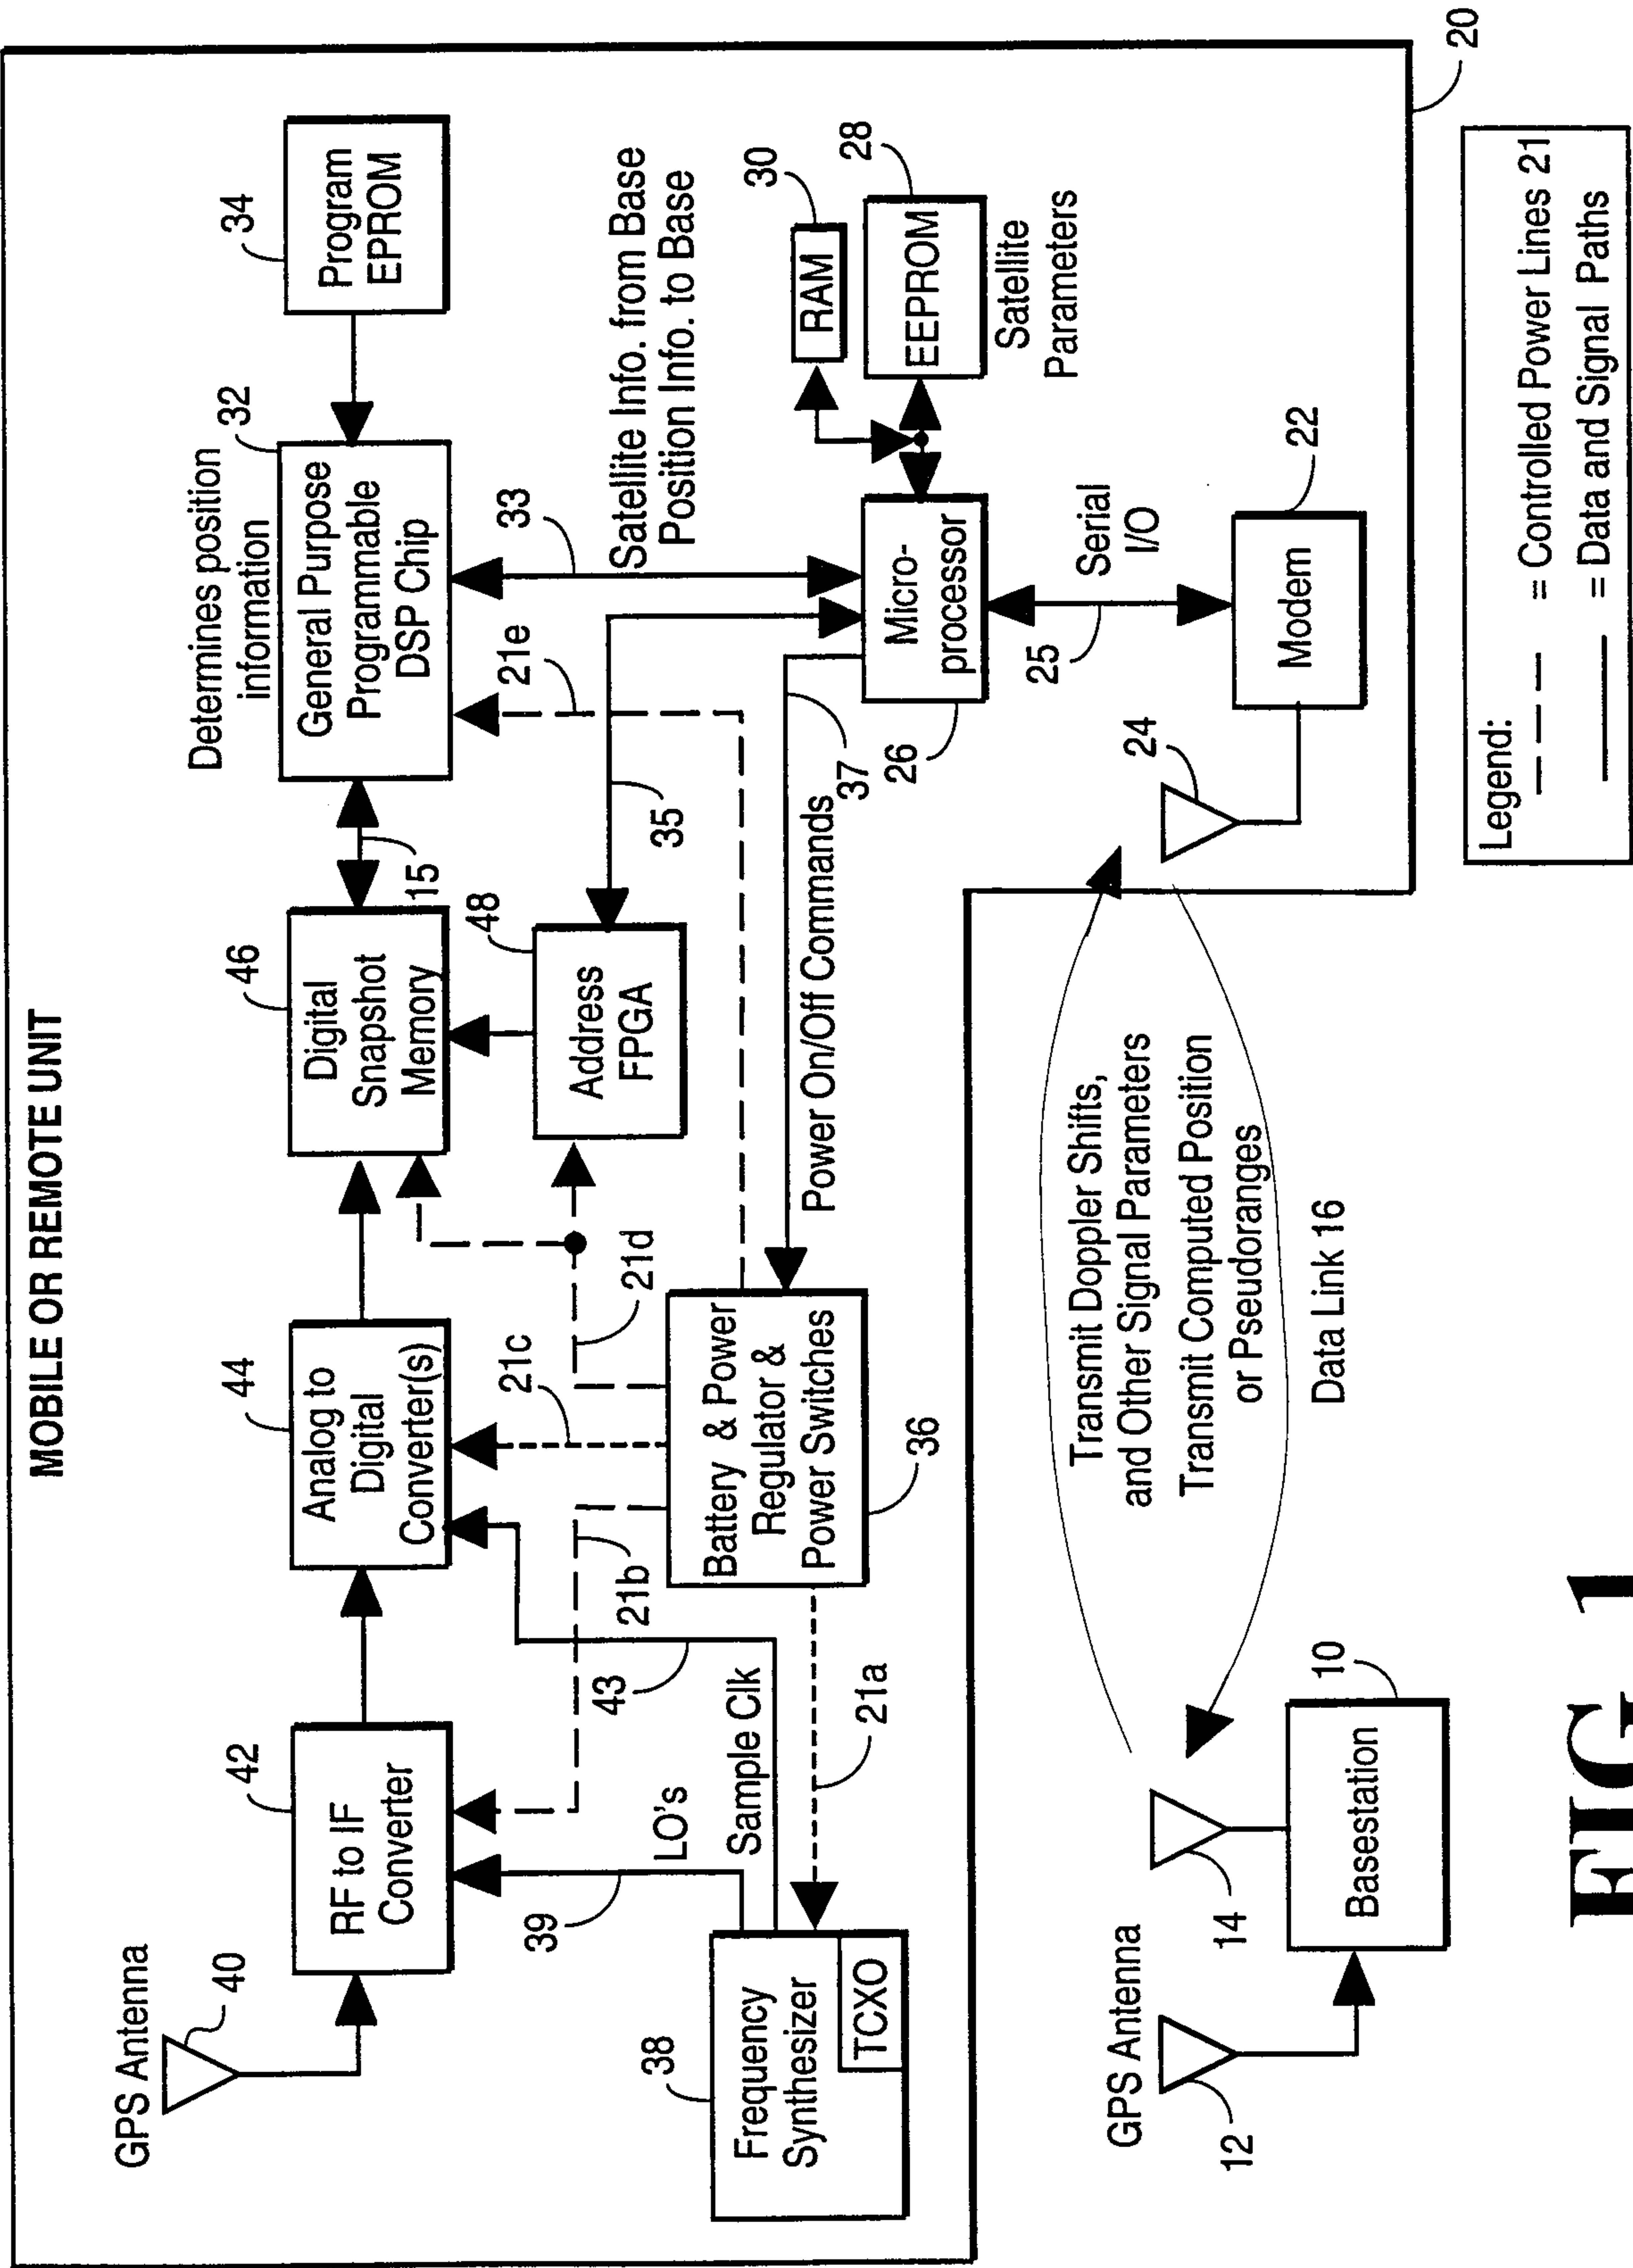 MOBILE OR REMOTE UNIT
GPS Antenna
40
42
RF to IF
Converter
44
Analog to
Digital
Converter(s)
46
Digital
Snapshot
Memory
15
Determines position
information
32
General Purpose
Programmable
DSP Chip
34
Program
EPROM
39
LO's
Sample Clk
43
21b
21c
21d
48
Address
FPGA
35
21e
33
Satellite Info. from Base
Position Info. to Base
38
Frequency
Synthesizer
TCXO
21a
Battery & Power
Regulator &
Power Switches
36
Power On/Off Commands
37
26
Micro-
processor
30
RAM
28
EEPROM
Satellite
Parameters
25
Serial
I/O
24
Modem
22
20
GPS Antenna
12
14
Basestation
10
Transmit Doppler Shifts,
and Other Signal Parameters
Transmit Computed Position
or Pseudoranges
Data Link 16
Legend:
= Controlled Power Lines 21
= Data and Signal Paths
FIG 1